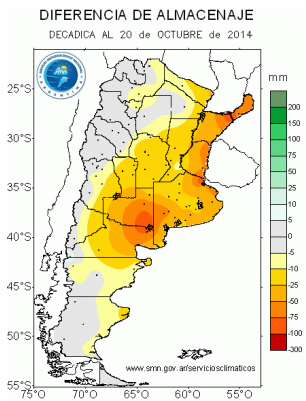 DIFERENCIA DE ALMACENAJE
DECADICA AL 20 de OCTUBRE de 2014
mm
200
150
100
75
50
25
10
5
0
-5
-10
-25
-50
-75
-100
-300
25°S
30°S
35°S
40°S
45°S
50°S
55°S
75°W
70°W
65°W
60°W
55°W
www.smn.gov.ar/serviciosclimaticos